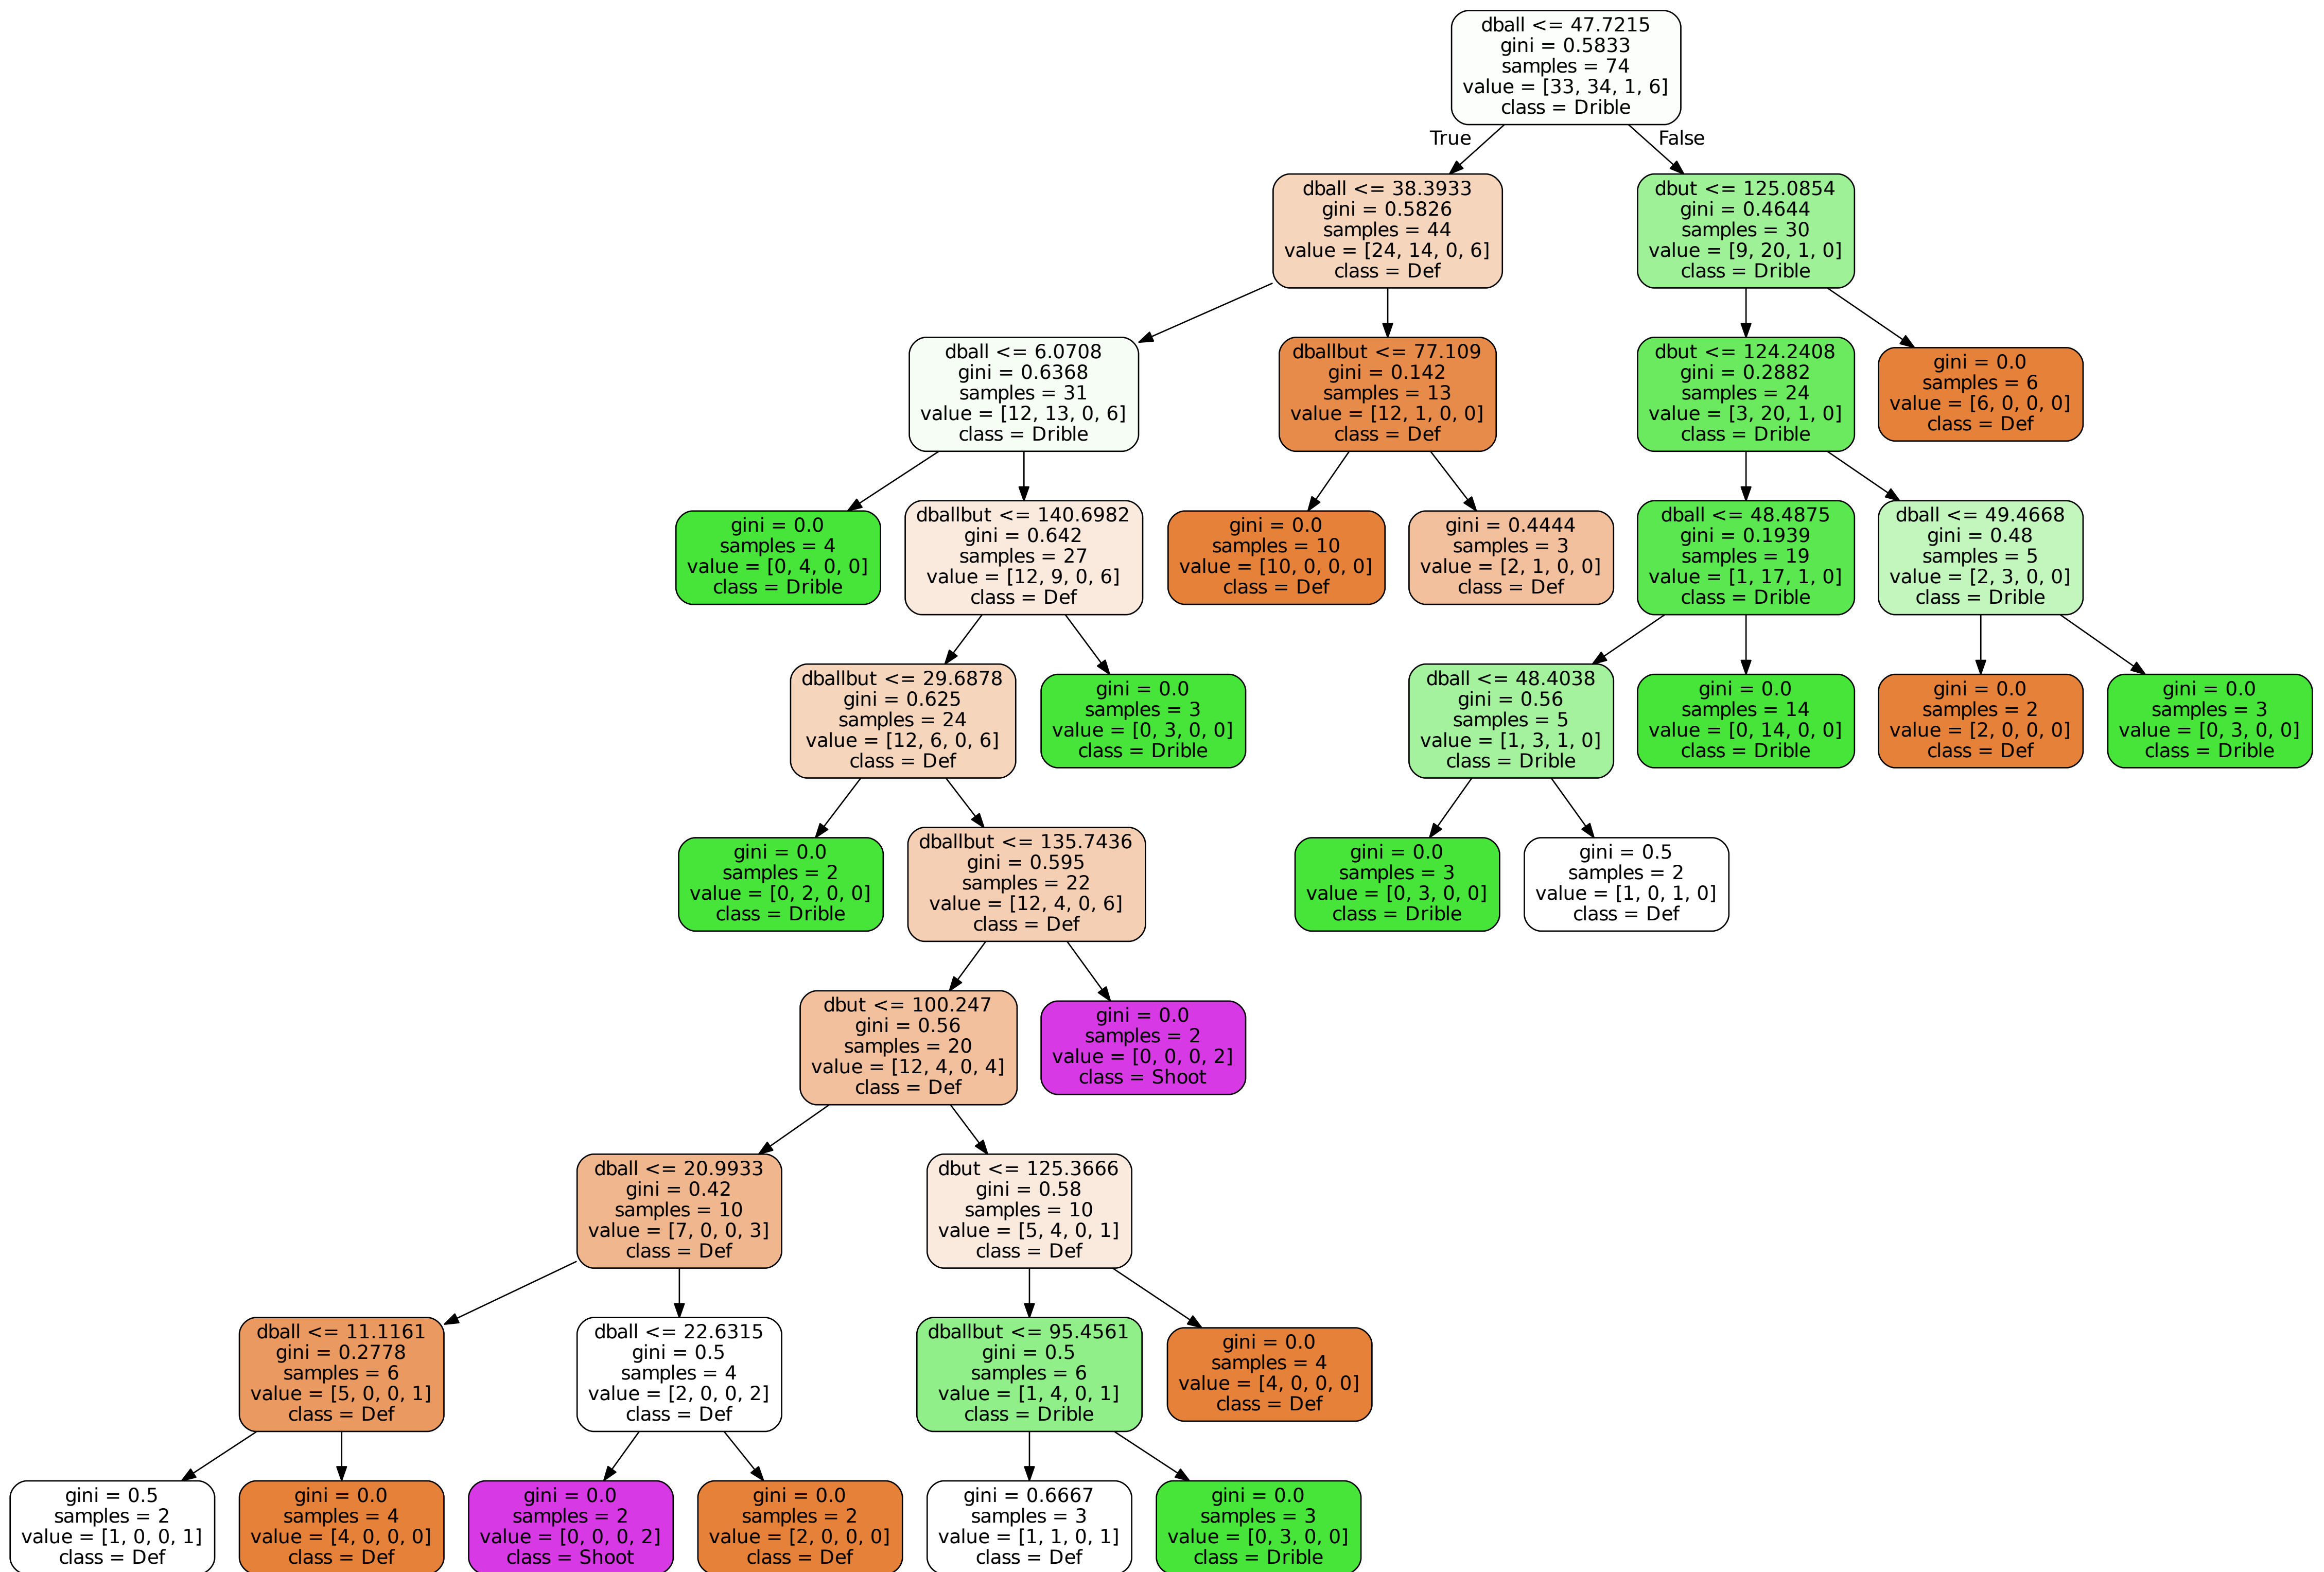 dball <= 47.7215
gini = 0.5833
samples = 74
value = [33, 34, 1, 6]
class = Drible
True
False
dball <= 38.3933
gini = 0.5826
samples = 44
value = [24, 14, 0, 6]
class = Def
dbut <= 125.0854
gini = 0.4644
samples = 30
value = [9, 20, 1, 0]
class = Drible
dball <= 6.0708
gini = 0.6368
samples = 31
value = [12, 13, 0, 6]
class = Drible
dballbut <= 77.109
gini = 0.142
samples = 13
value = [12, 1, 0, 0]
class = Def
dbut <= 124.2408
gini = 0.2882
samples = 24
value = [3, 20, 1, 0]
class = Drible
gini = 0.0
samples = 6
value = [6, 0, 0, 0]
class = Def
gini = 0.0
samples = 4
value = [0, 4, 0, 0]
class = Drible
dballbut <= 140.6982
gini = 0.642
samples = 27
value = [12, 9, 0, 6]
class = Def
gini = 0.0
samples = 10
value = [10, 0, 0, 0]
class = Def
gini = 0.4444
samples = 3
value = [2, 1, 0, 0]
class = Def
dball <= 48.4875
gini = 0.1939
samples = 19
value = [1, 17, 1, 0]
class = Drible
dball <= 49.4668
gini = 0.48
samples = 5
value = [2, 3, 0, 0]
class = Drible
dballbut <= 29.6878
gini = 0.625
samples = 24
value = [12, 6, 0, 6]
class = Def
gini = 0.0
samples = 3
value = [0, 3, 0, 0]
class = Drible
dball <= 48.4038
gini = 0.56
samples = 5
value = [1, 3, 1, 0]
class = Drible
gini = 0.0
samples = 14
value = [0, 14, 0, 0]
class = Drible
gini = 0.0
samples = 2
value = [2, 0, 0, 0]
class = Def
gini = 0.0
samples = 3
value = [0, 3, 0, 0]
class = Drible
gini = 0.0
samples = 2
value = [0, 2, 0, 0]
class = Drible
dballbut <= 135.7436
gini = 0.595
samples = 22
value = [12, 4, 0, 6]
class = Def
gini = 0.0
samples = 3
value = [0, 3, 0, 0]
class = Drible
gini = 0.5
samples = 2
value = [1, 0, 1, 0]
class = Def
dbut <= 100.247
gini = 0.56
samples = 20
value = [12, 4, 0, 4]
class = Def
gini = 0.0
samples = 2
value = [0, 0, 0, 2]
class = Shoot
dball <= 20.9933
gini = 0.42
samples = 10
value = [7, 0, 0, 3]
class = Def
dbut <= 125.3666
gini = 0.58
samples = 10
value = [5, 4, 0, 1]
class = Def
dball <= 11.1161
gini = 0.2778
samples = 6
value = [5, 0, 0, 1]
class = Def
dball <= 22.6315
gini = 0.5
samples = 4
value = [2, 0, 0, 2]
class = Def
dballbut <= 95.4561
gini = 0.5
samples = 6
value = [1, 4, 0, 1]
class = Drible
gini = 0.0
samples = 4
value = [4, 0, 0, 0]
class = Def
gini = 0.5
samples = 2
value = [1, 0, 0, 1]
class = Def
gini = 0.0
samples = 4
value = [4, 0, 0, 0]
class = Def
gini = 0.0
samples = 2
value = [0, 0, 0, 2]
class = Shoot
gini = 0.0
samples = 2
value = [2, 0, 0, 0]
class = Def
gini = 0.6667
samples = 3
value = [1, 1, 0, 1]
class = Def
gini = 0.0
samples = 3
value = [0, 3, 0, 0]
class = Drible